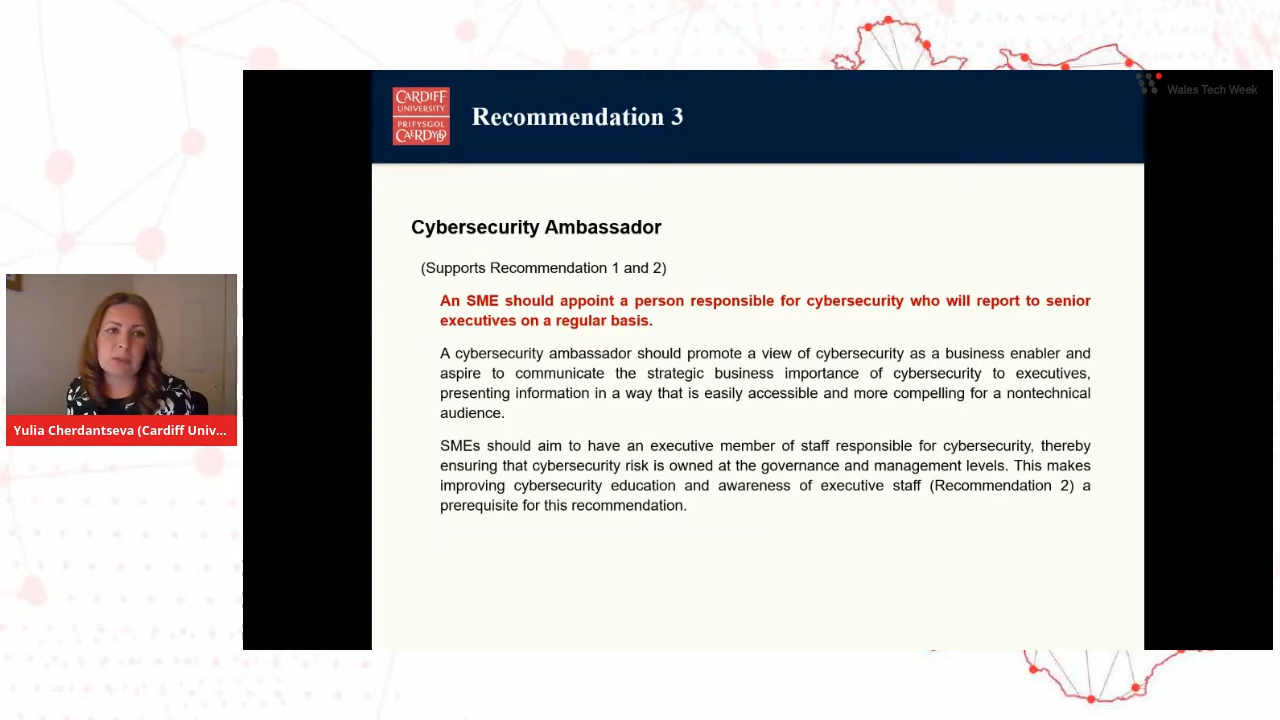 CARDIFF
UNIVERSITY
PRIFYSGOL
CAERDYDD
Recommendation 3
Wales Tech Week
Cybersecurity Ambassador
(Supports Recommendation 1 and 2)
An SME should appoint a person responsible for cybersecurity who will report to senior
executives on a regular basis.
A cybersecurity ambassador should promote a view of cybersecurity as a business enabler and
aspire to communicate the strategic business importance of cybersecurity to executives,
presenting information in a way that is easily accessible and more compelling for a nontechnical
audience.
SMEs should aim to have an executive member of staff responsible for cybersecurity, thereby
ensuring that cybersecurity risk is owned at the governance and management levels. This makes
improving cybersecurity education and awareness of executive staff (Recommendation 2) a
prerequisite for this recommendation.
Yulia Cherdantseva (Cardiff Univ...